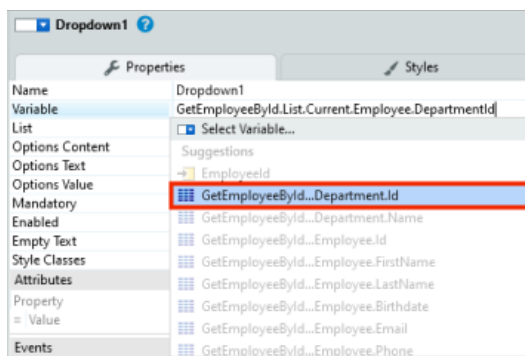 Dropdown1 ?
Properties Styles
Name Dropdown1
Variable GetEmployeeById.List.Current.Employee.DepartmentId
List Select Variable...
Options Content Suggestions
Options Text EmployeeId
Options Value GetEmployeeById...Department.Id
Mandatory
Enabled GetEmployeeById...Department.Name
Empty Text GetEmployeeById...Employee.Id
Style Classes GetEmployeeById...Employee.FirstName
Attributes GetEmployeeById...Employee.LastName
Property GetEmployeeById...Employee.Birthdate
= Value GetEmployeeById...Employee.Email
Events GetEmployeeById...Employee.Phone